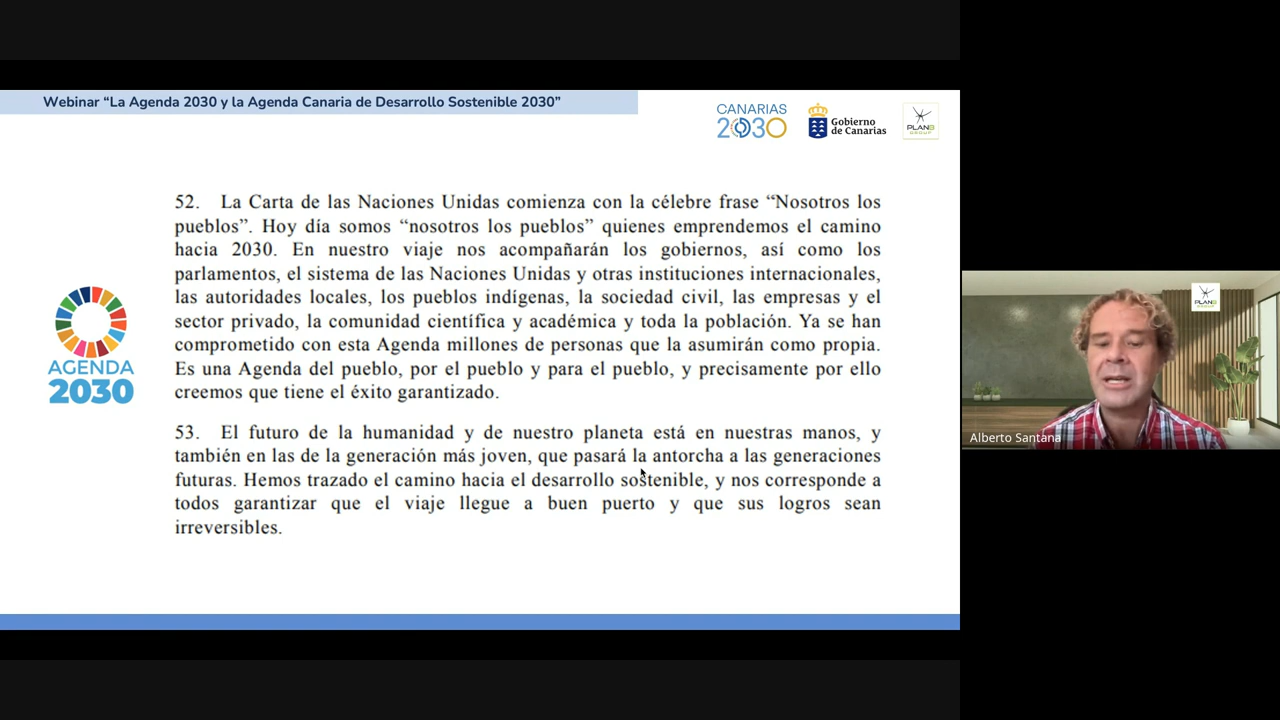 Webinar “La Agenda 2030 y la Agenda Canaria de Desarrollo Sostenible 2030”
CANARIAS
2030
Gobierno
de Canarias
PLANB
GROUP
52. La Carta de las Naciones Unidas comienza con la célebre frase “Nosotros los
pueblos”. Hoy día somos “nosotros los pueblos” quienes emprendemos el camino
hacia 2030. En nuestro viaje nos acompañarán los gobiernos, así como los
parlamentos, el sistema de las Naciones Unidas y otras instituciones internacionales,
las autoridades locales, los pueblos indígenas, la sociedad civil, las empresas y el
sector privado, la comunidad científica y académica y toda la población. Ya se han
comprometido con esta Agenda millones de personas que la asumirán como propia.
Es una Agenda del pueblo, por el pueblo y para el pueblo, y precisamente por ello
creemos que tiene el éxito garantizado.
53. El futuro de la humanidad y de nuestro planeta está en nuestras manos, y
también en las de la generación más joven, que pasará la antorcha a las generaciones
futuras. Hemos trazado el camino hacia el desarrollo sostenible, y nos corresponde a
todos garantizar que el viaje llegue a buen puerto y que sus logros sean
irreversibles.
AGENDA
2030
PLANB
Alberto Santana